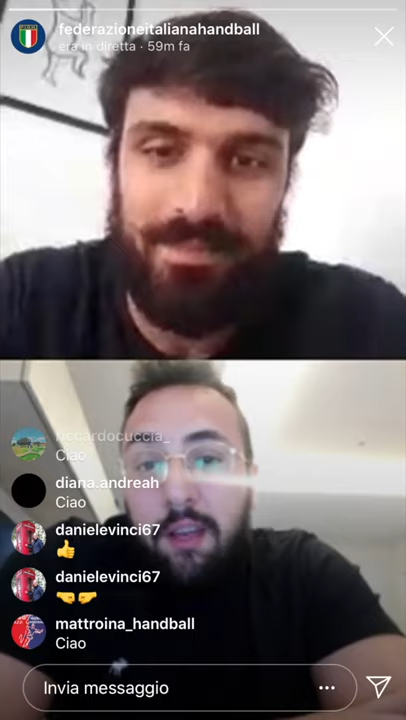 federazioneitalianahandball
era in diretta · 59m fa
riccardocuccia_
Ciao
diana.andreah
Ciao
danielevinci67
👍
danielevinci67
🤜🤛
mattroina_handball
Ciao
Invia messaggio